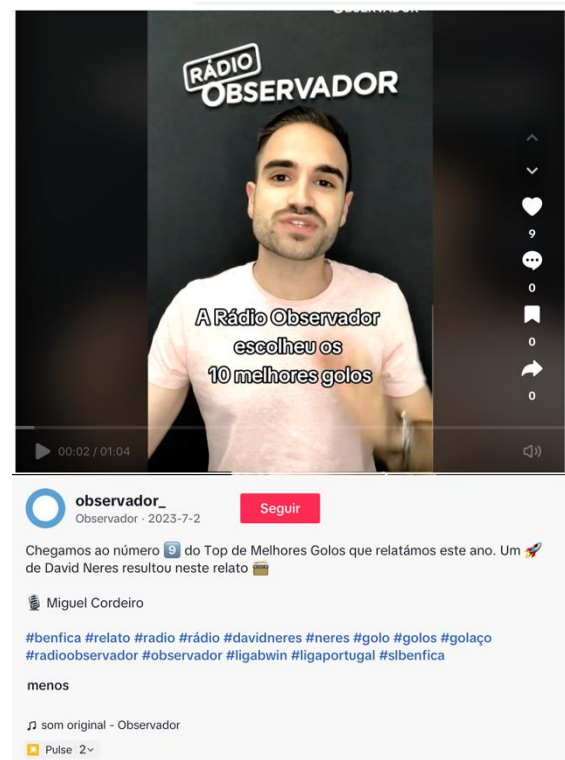 RÁDIO
OBSERVADOR
9
0
0
0
A Rádio Observador
escolheu os
10 melhores golos
00:02 / 01:04
observador_
Observador · 2023-7-2
Seguir
Chegamos ao número 9️⃣ do Top de Melhores Golos que relatámos este ano. Um 🚀
de David Neres resultou neste relato 📻
🎙️ Miguel Cordeiro
#benfica #relato #radio #rádio #davidneres #neres #golo #golos #golaço
#radioobservador #observador #ligabwin #ligaportugal #slbenfica
menos
♫ som original - Observador
Pulse 2